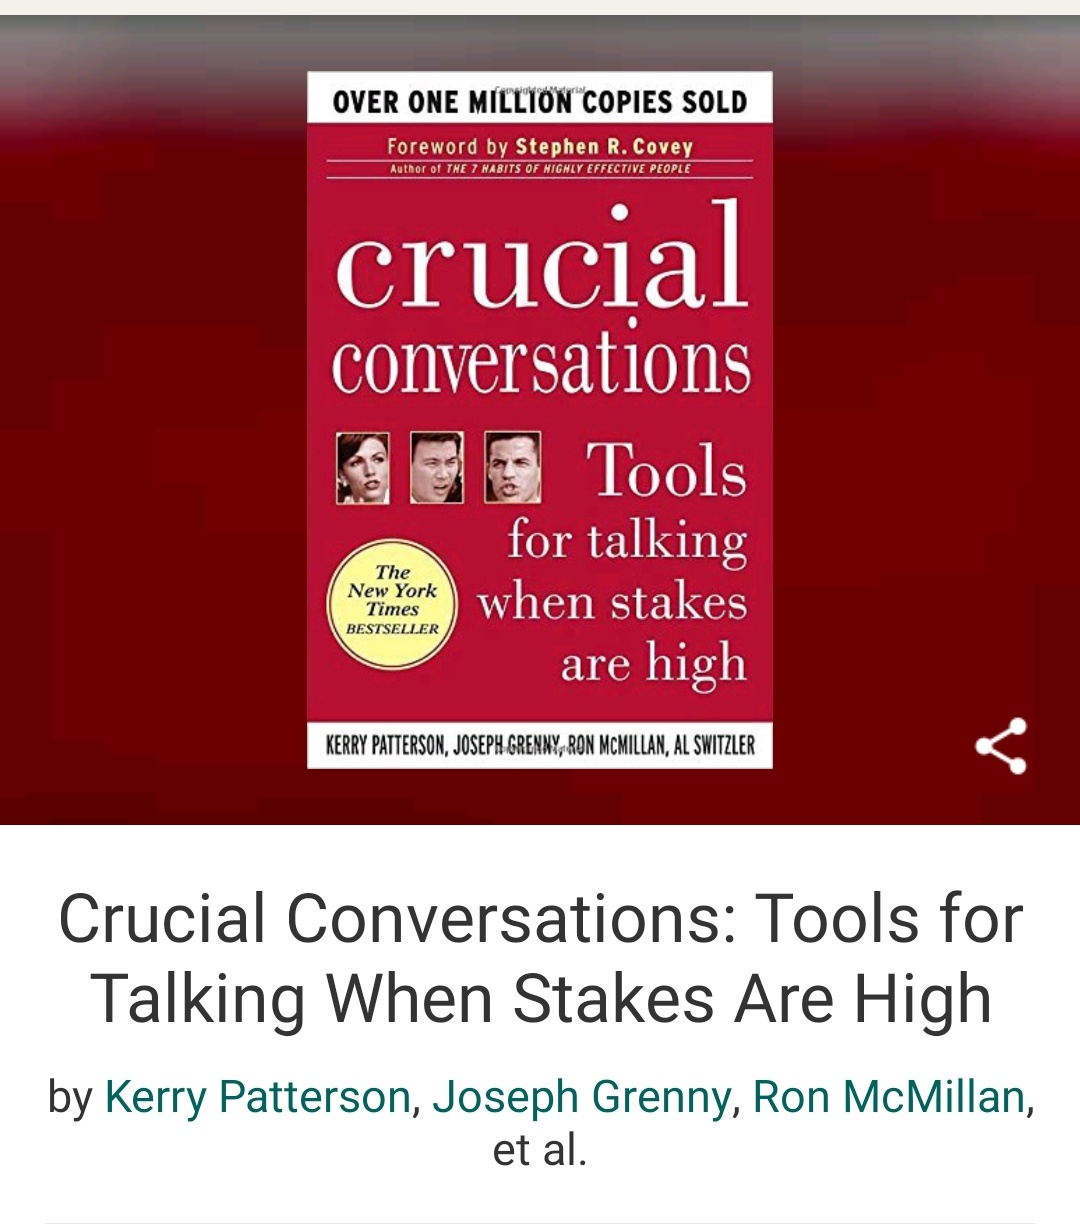 Copyrighted Material
OVER ONE MILLION COPIES SOLD
Foreword by Stephen R. Covey
Author of THE 7 HABITS OF HIGHLY EFFECTIVE PEOPLE
crucial
conversations
Tools
for talking
when stakes
are high
The
New York
Times
BESTSELLER
KERRY PATTERSON, JOSEPH GRENNY, RON McMILLAN, AL SWITZLER
Crucial Conversations: Tools for
Talking When Stakes Are High
by Kerry Patterson, Joseph Grenny, Ron McMillan,
et al.